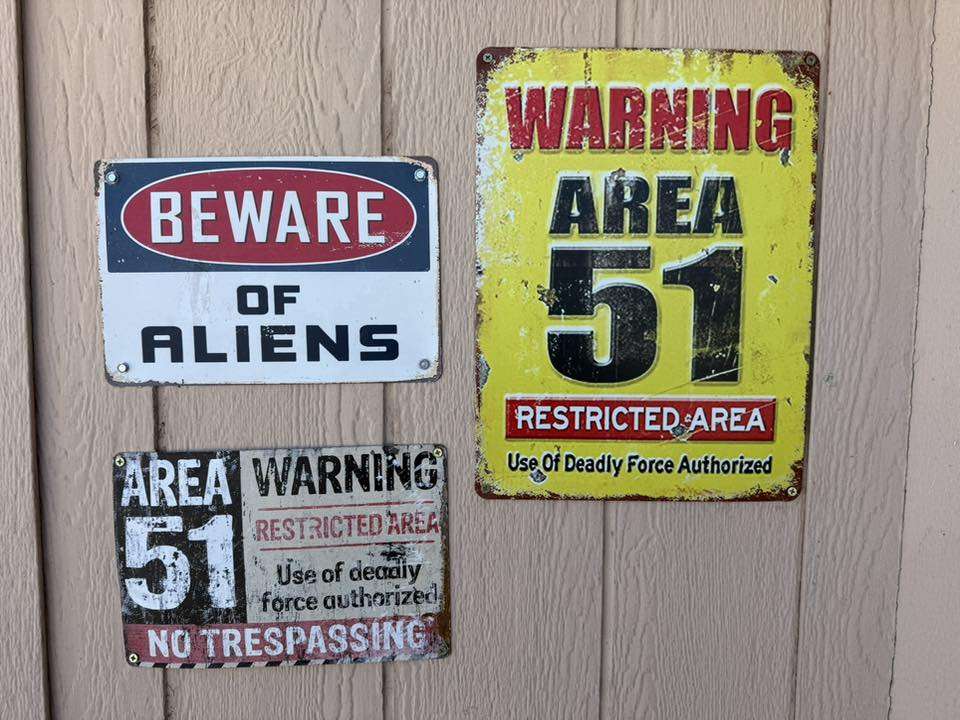 BEWARE
OF
ALIENS
WARNING
AREA
51
RESTRICTED AREA
Use Of Deadly Force Authorized
AREA
51
WARNING
RESTRICTED AREA
Use of deadly
force authorized
NO TRESPASSING